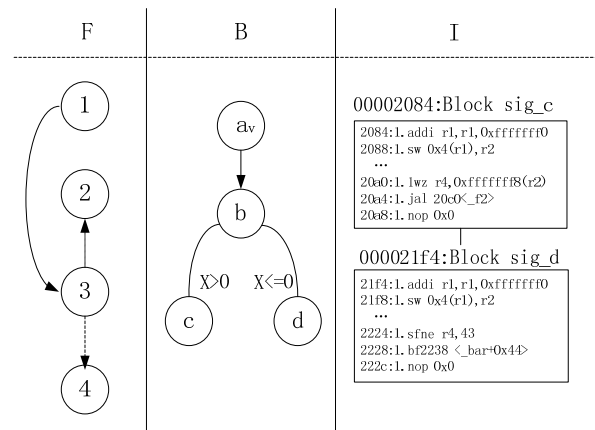 F B I
1
2
3
4
av
b
X>0 X<=0
c d
00002084:Block sig_c
2084:1.addi r1,r1,0xfffffff0
2088:1.sw 0x4(r1),r2
...
20a0:1.lwz r4,0xfffffff8(r2)
20a4:1.jal 20c0<_f2>
20a8:1.nop 0x0
000021f4:Block sig_d
21f4:1.addi r1,r1,0xfffffff0
21f8:1.sw 0x4(r1),r2
...
2224:1.sfne r4,43
2228:1.bf2238 <_bar+0x44>
222c:1.nop 0x0